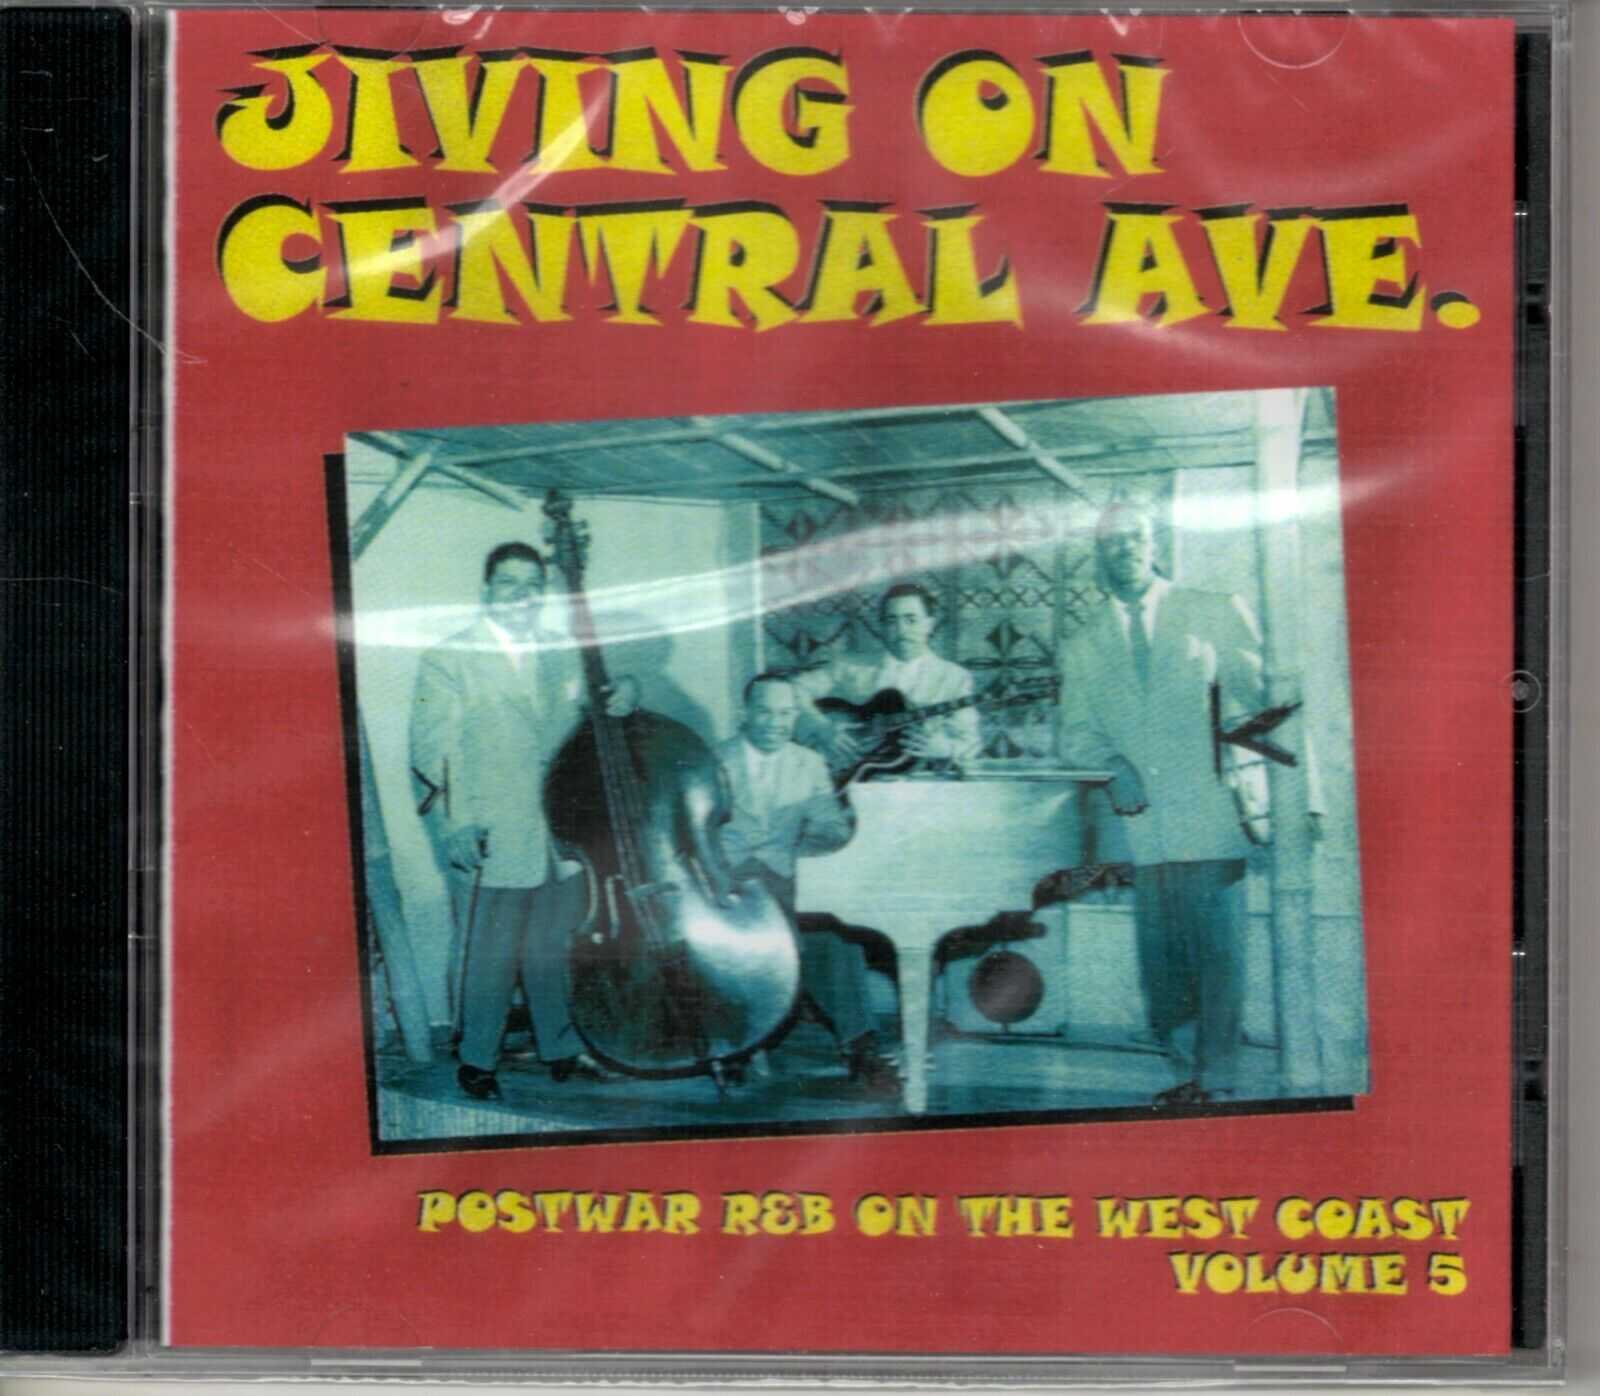 JIVING ON
CENTRAL AVE.
POSTWAR R&B ON THE WEST COAST
VOLUME 5